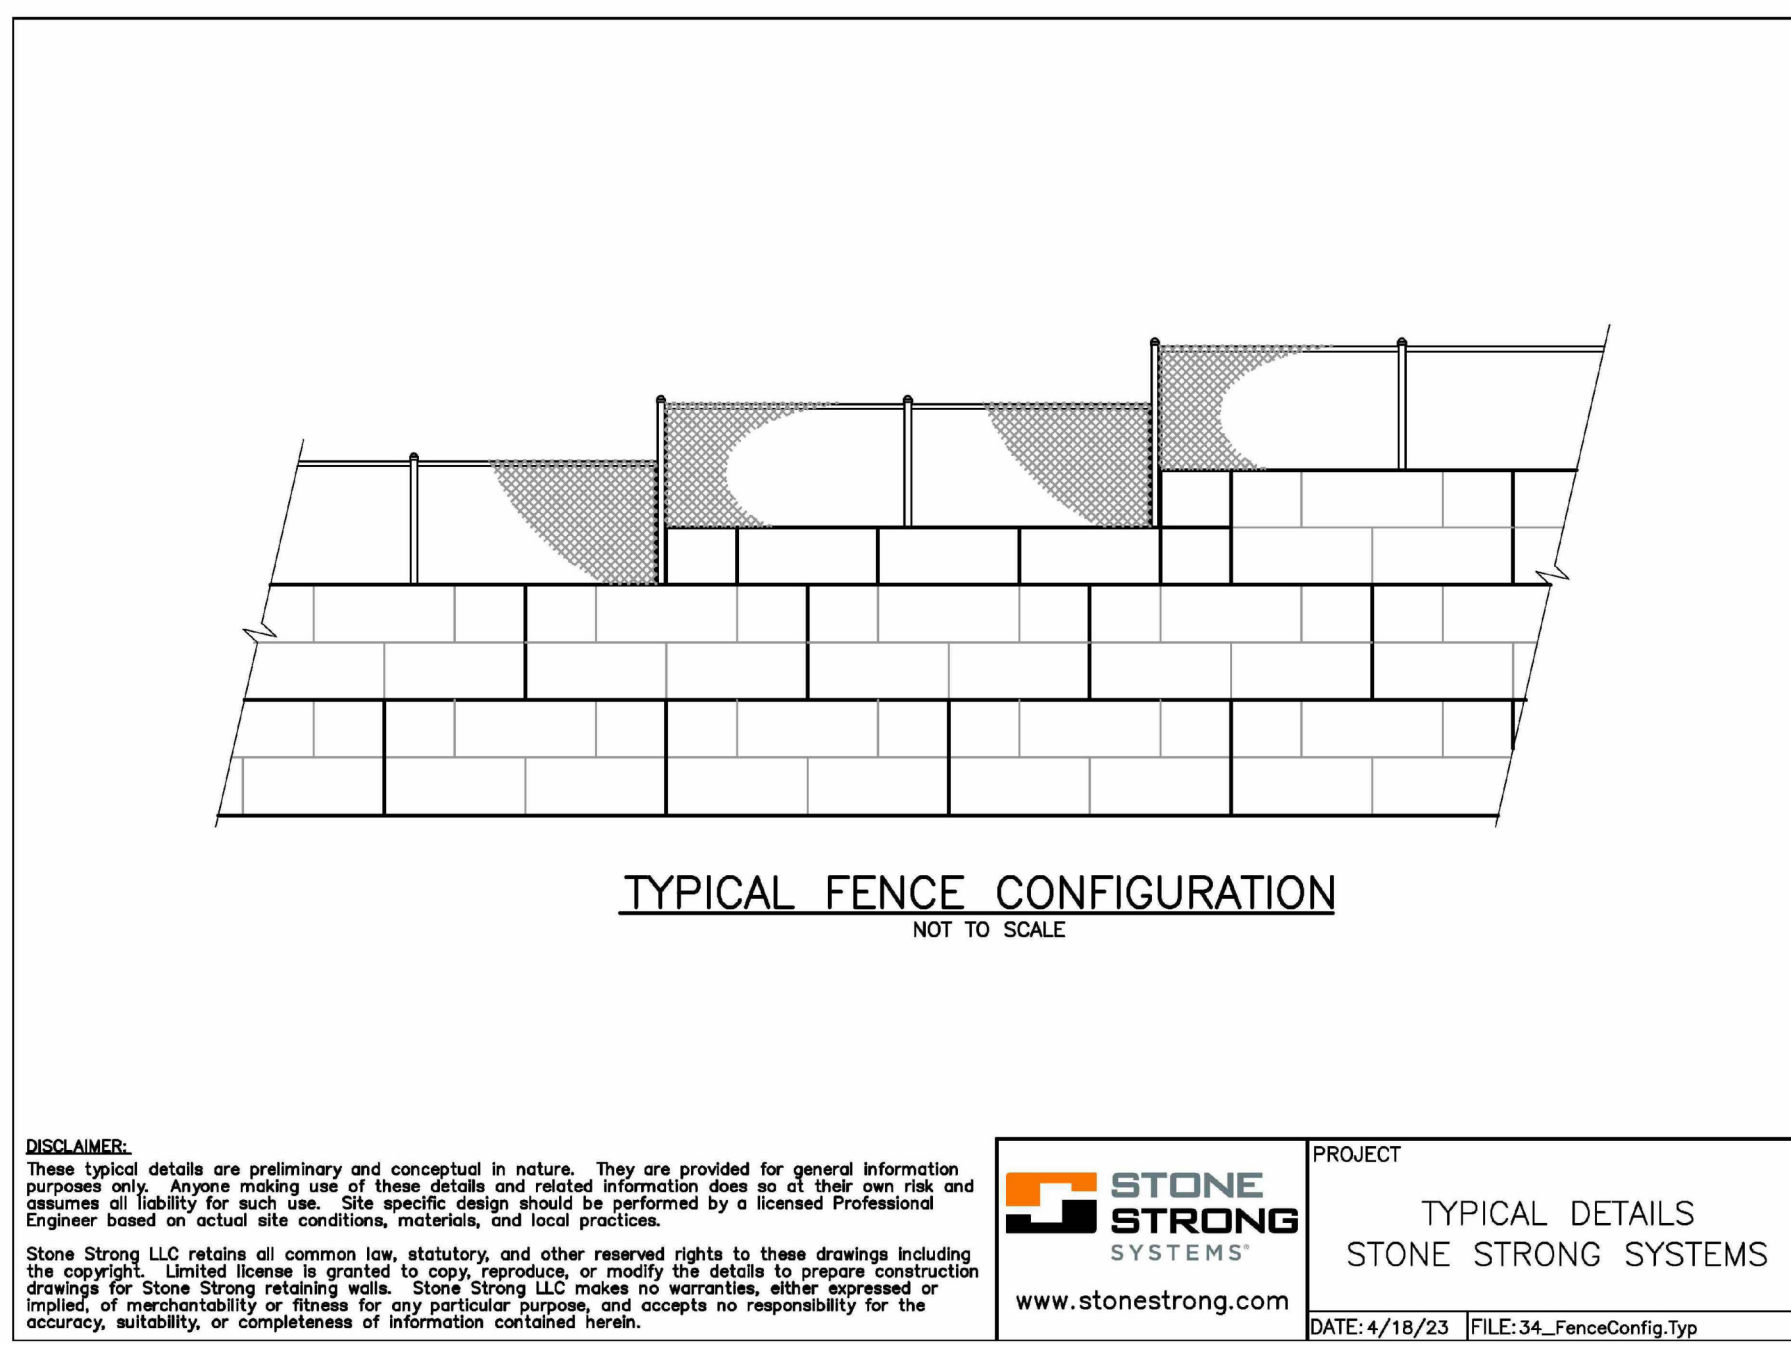 TYPICAL FENCE CONFIGURATION
NOT TO SCALE
DISCLAIMER:
These typical details are preliminary and conceptual in nature. They are provided for general information
purposes only. Anyone making use of these details and related information does so at their own risk and
assumes all liability for such use. Site specific design should be performed by a licensed Professional
Engineer based on actual site conditions, materials, and local practices.
Stone Strong LLC retains all common law, statutory, and other reserved rights to these drawings including
the copyright. Limited license is granted to copy, reproduce, or modify the details to prepare construction
drawings for Stone Strong retaining walls. Stone Strong LLC makes no warranties, either expressed or
implied, of merchantability or fitness for any particular purpose, and accepts no responsibility for the
accuracy, suitability, or completeness of information contained herein.
STONE
STRONG
SYSTEMS®
www.stonestrong.com
PROJECT
TYPICAL DETAILS
STONE STRONG SYSTEMS
DATE: 4/18/23
FILE: 34_FenceConfig.Typ